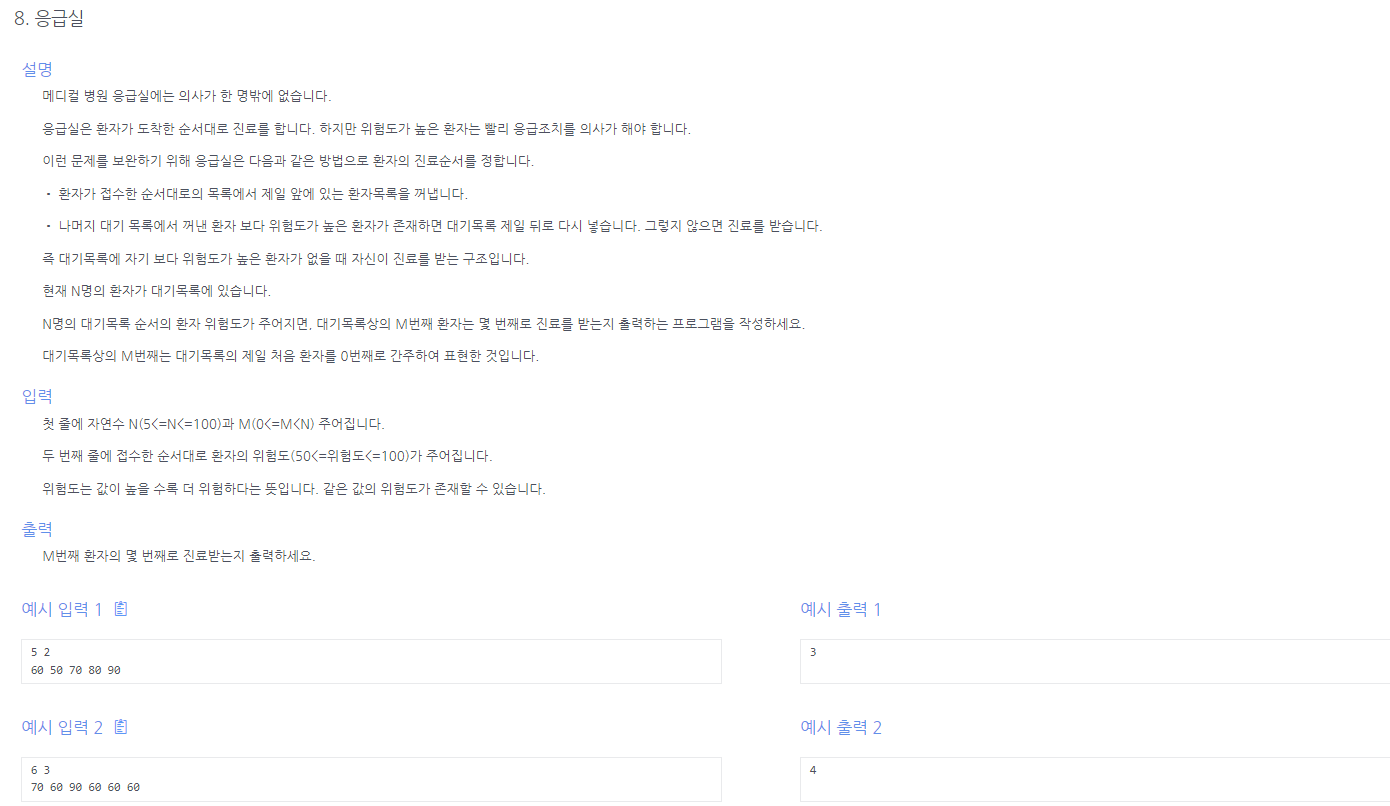 8. 응급실
설명
메디컬 병원 응급실에는 의사가 한 명밖에 없습니다.
응급실은 환자가 도착한 순서대로 진료를 합니다. 하지만 위험도가 높은 환자는 빨리 응급조치를 의사가 해야 합니다.
이런 문제를 보완하기 위해 응급실은 다음과 같은 방법으로 환자의 진료순서를 정합니다.
• 환자가 접수한 순서대로의 목록에서 제일 앞에 있는 환자목록을 꺼냅니다.
• 나머지 대기 목록에서 꺼낸 환자 보다 위험도가 높은 환자가 존재하면 대기목록 제일 뒤로 다시 넣습니다. 그렇지 않으면 진료를 받습니다.
즉 대기목록에 자기 보다 위험도가 높은 환자가 없을 때 자신이 진료를 받는 구조입니다.
현재 N명의 환자가 대기목록에 있습니다.
N명의 대기목록 순서의 환자 위험도가 주어지면, 대기목록상의 M번째 환자는 몇 번째로 진료를 받는지 출력하는 프로그램을 작성하세요.
대기목록상의 M번째는 대기목록의 제일 처음 환자를 0번째로 간주하여 표현한 것입니다.
입력
첫 줄에 자연수 N(5<=N<=100)과 M(0<=M<N) 주어집니다.
두 번째 줄에 접수한 순서대로 환자의 위험도(50<=위험도<=100)가 주어집니다.
위험도는 값이 높을 수록 더 위험하다는 뜻입니다. 같은 값의 위험도가 존재할 수 있습니다.
출력
M번째 환자의 몇 번째로 진료받는지 출력하세요.
예시 입력 1
5 2
60 50 70 80 90
예시 출력 1
3
예시 입력 2
6 3
70 60 90 60 60 60
예시 출력 2
4